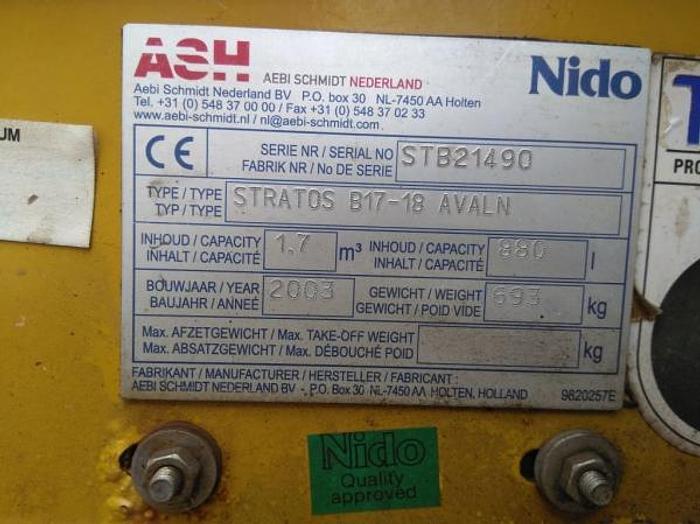 ASH AEBI SCHMIDT NEDERLAND
Nido
Aebi Schmidt Nederland BV P.O. box 30 NL-7450 AA Holten
Tel. +31 (0) 548 37 00 00 / Fax +31 (0) 548 37 02 33
www.aebi-schmidt.nl / nl@aebi-schmidt.com
CE
SERIE NR / SERIAL NO STB21490
FABRIK NR / No DE SERIE
TYPE / TYPE STRATOS B17-18 AVALN
TYP / TYPE
INHOUD / CAPACITY 1.7 m³ INHOUD / CAPACITY 880 l
INHALT / CAPACITÉ INHALT / CAPACITÉ
BOUWJAAR / YEAR 2003 GEWICHT / WEIGHT 693 kg
BAUJAHR / ANNÉE GEWICHT / POID VIDE
Max. AFZETGEWICHT / Max. TAKE-OFF WEIGHT kg
Max. ABSATZGEWICHT / Max. DÉBOUCHÉ POID
FABRIKANT / MANUFACTURER / HERSTELLER / FABRICANT :
AEBI SCHMIDT NEDERLAND BV - P.O. Box 30 NL-7450 AA HOLTEN, HOLLAND 9820257E
Nido
Quality
approved
UM
T
PRO